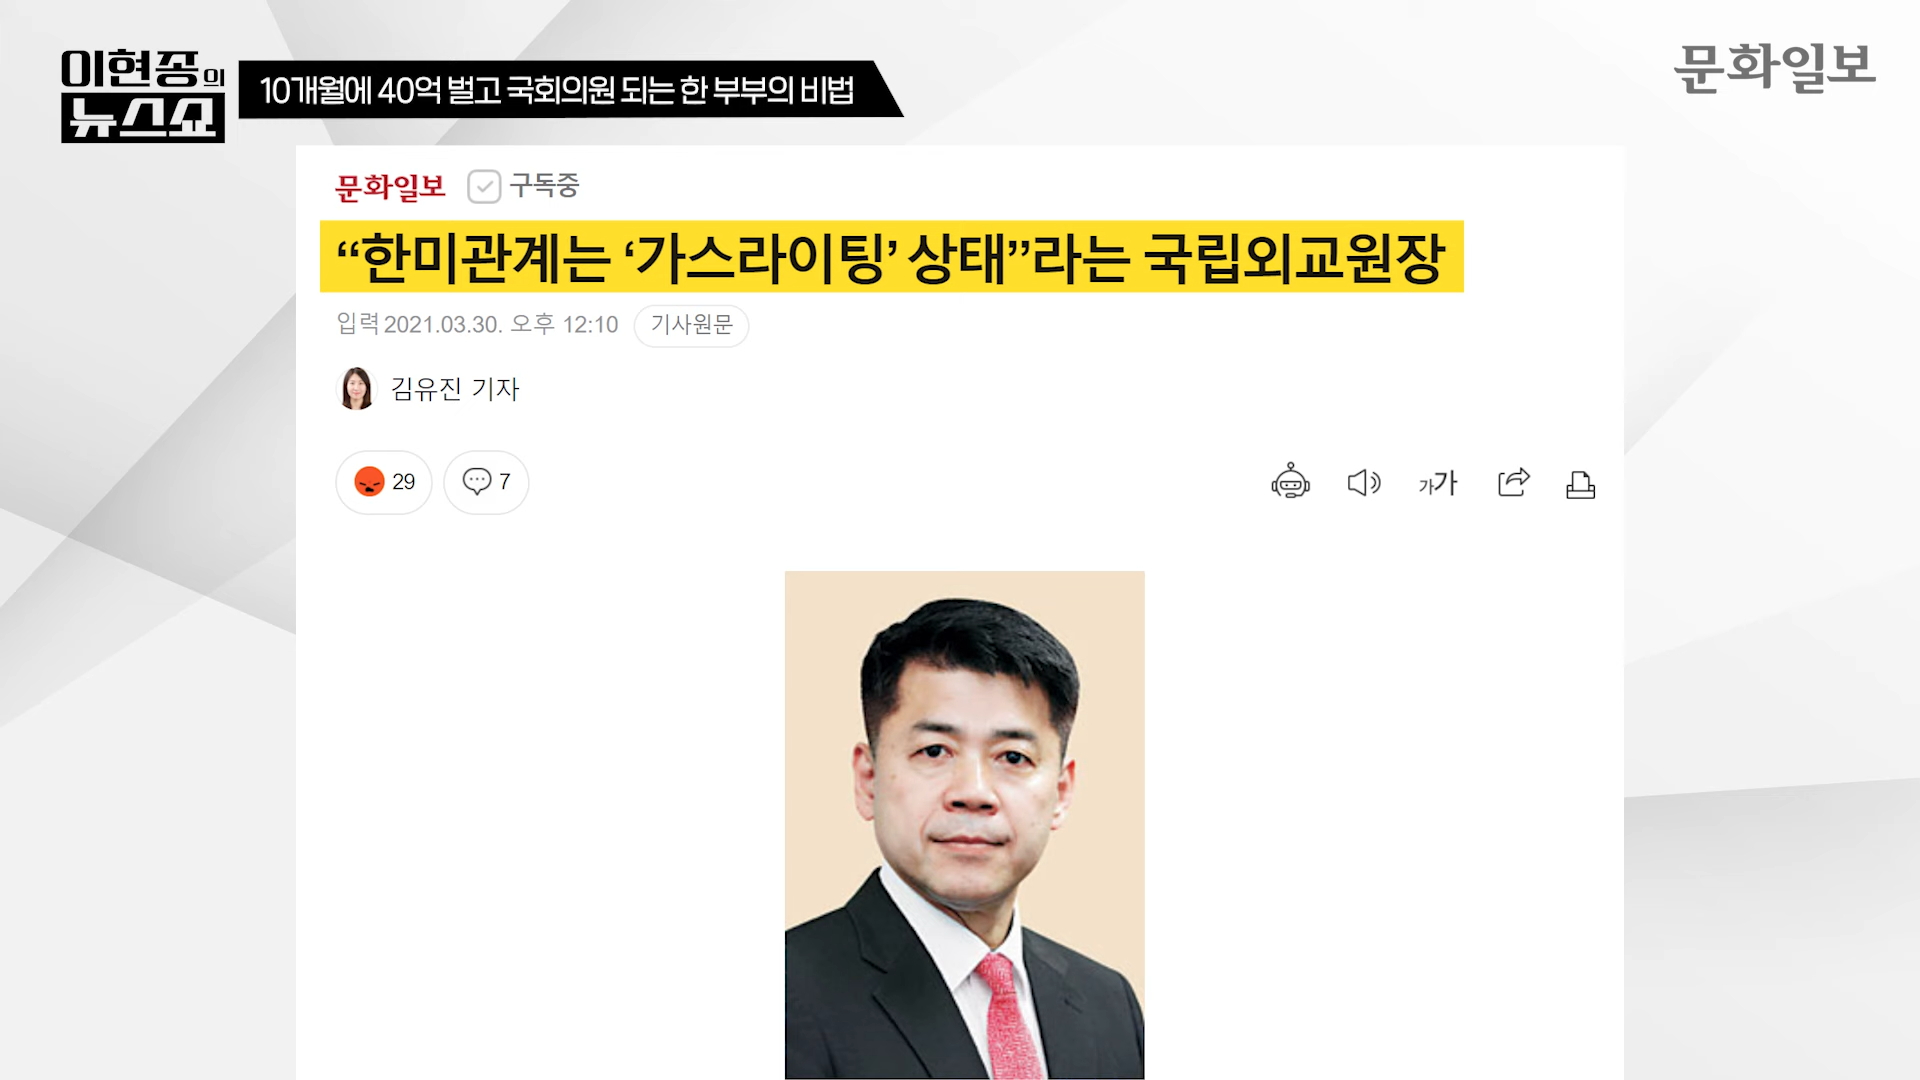 이현종의
뉴스쇼
10개월에 40억 벌고 국회의원 되는 한 부부의 비법
문화일보
문화일보 구독중
“한미관계는 ‘가스라이팅’ 상태”라는 국립외교원장
입력 2021.03.30. 오후 12:10 기사원문
김유진 기자
29 7
가가